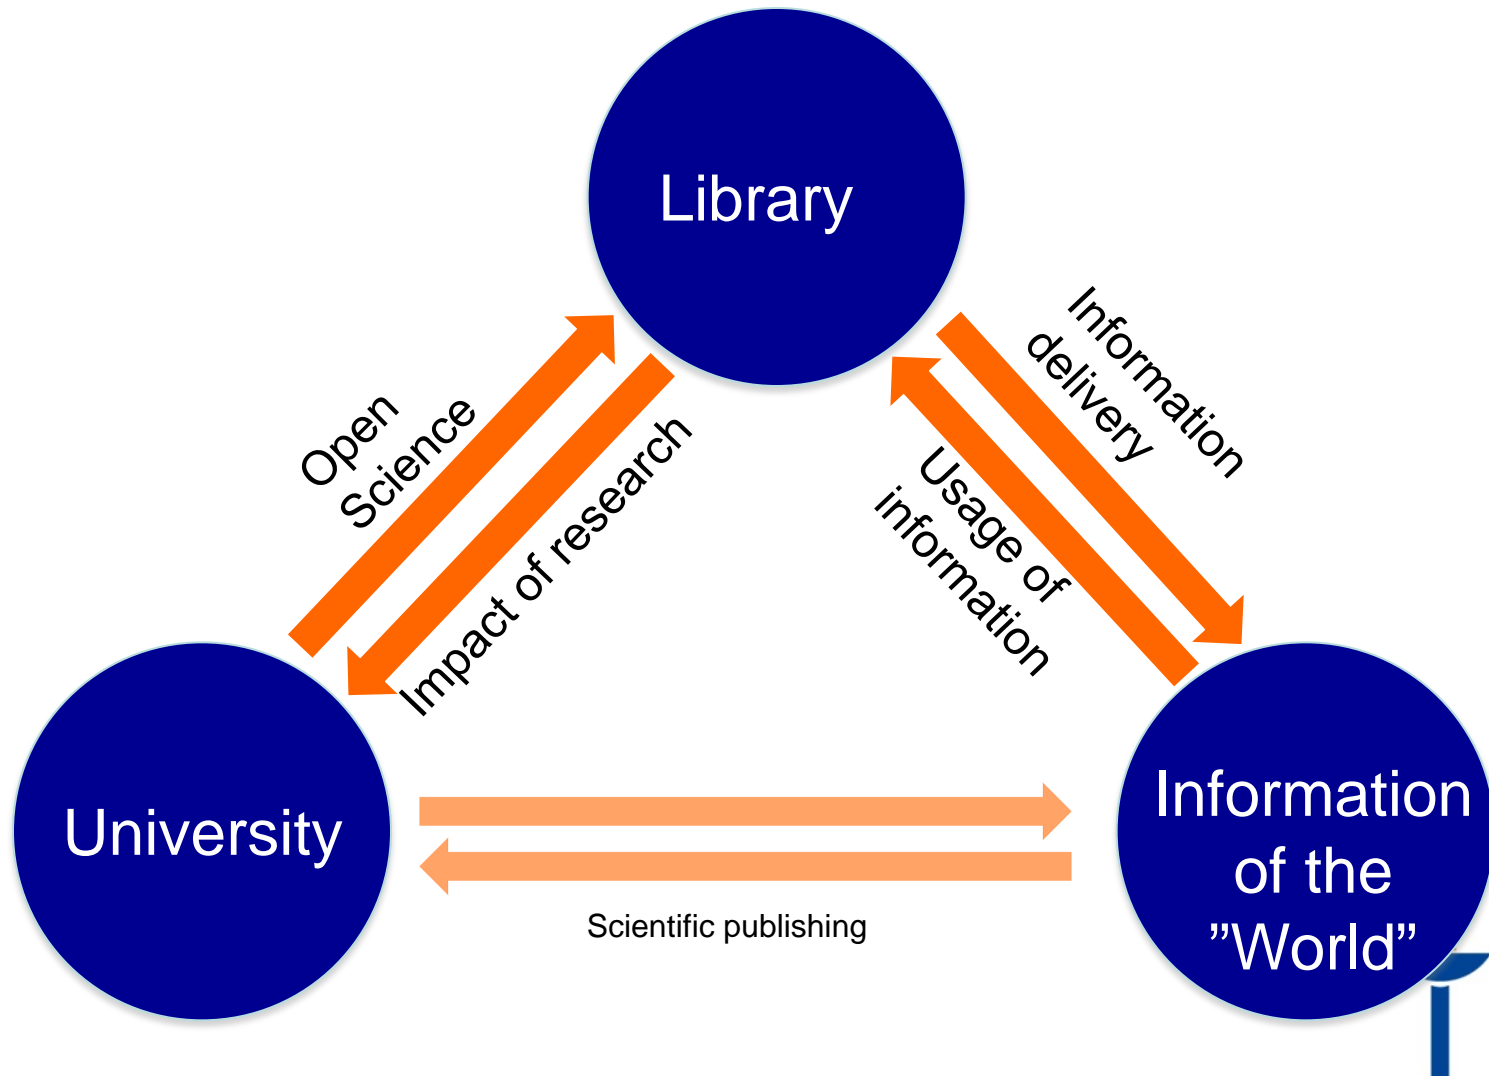 Library
Open
Science
Impact of research
Information
delivery
Usage of
information
University
Information
of the
”World”
Scientific publishing